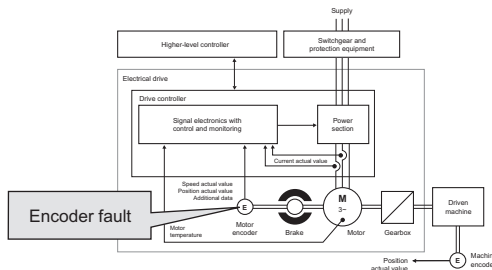 Supply
Higher-level controller
Switchgear and
protection equipment
Electrical drive
Drive controller
Signal electronics with
control and monitoring
Power
section
Current actual value
Speed actual value
Position actual value
Additional data
Encoder fault
E
M
3~
Driven
machine
Motor
temperature
Motor
encoder
Brake
Motor
Gearbox
Position
actual value
E
Machine
encoder